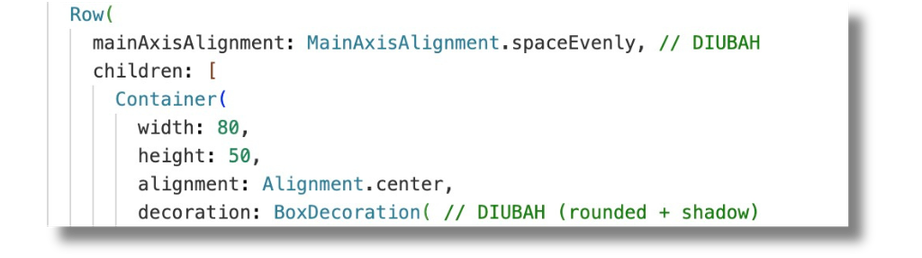 Row(
mainAxisAlignment: MainAxisAlignment.spaceEvenly, // DIUBAH
children: [
Container(
width: 80,
height: 50,
alignment: Alignment.center,
decoration: BoxDecoration( // DIUBAH (rounded + shadow)